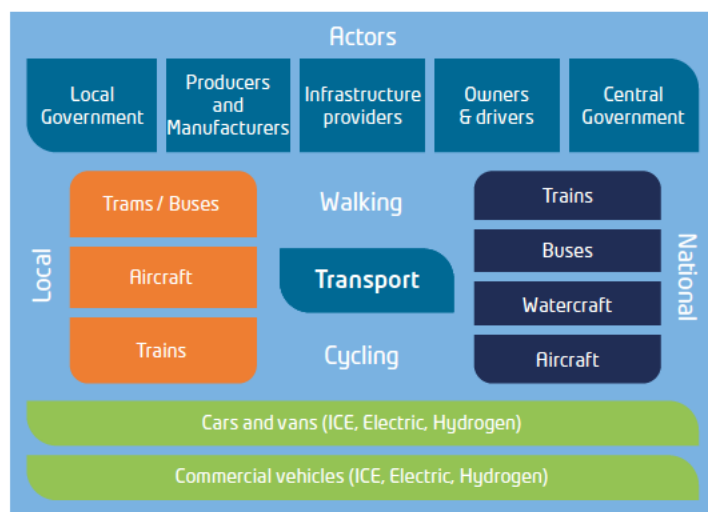 Actors
Local
Government
Producers
and
Manufacturers
Infrastructure
providers
Owners
& drivers
Central
Government
Local
Trams / Buses
Aircraft
Trains
Walking
Transport
Cycling
Trains
Buses
Watercraft
Aircraft
National
Cars and vans (ICE, Electric, Hydrogen)
Commercial vehicles (ICE, Electric, Hydrogen)